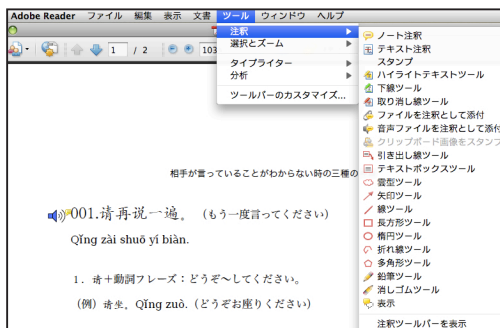 Adobe Reader ファイル 編集 表示 文書 ツール ウィンドウ ヘルプ
1 / 2 103
注釈
選択とズーム
タイプライター
分析
ツールバーのカスタマイズ...
ノート注釈
テキスト注釈
スタンプ
ハイライトテキストツール
下線ツール
取り消し線ツール
ファイルを注釈として添付
音声ファイルを注釈として添付
クリップボード画像をスタンプ
引き出し線ツール
テキストボックスツール
雲型ツール
矢印ツール
線ツール
長方形ツール
楕円ツール
折れ線ツール
多角形ツール
鉛筆ツール
消しゴムツール
表示
注釈ツールバーを表示
相手が言っていることがわからない時の三種の
001.请再说一遍。(もう一度言ってください)
Qǐng zài shuō yí biàn.
1．请+動詞フレーズ：どうぞ～してください。
(例) 请坐。Qǐng zuò.（どうぞお座りください）